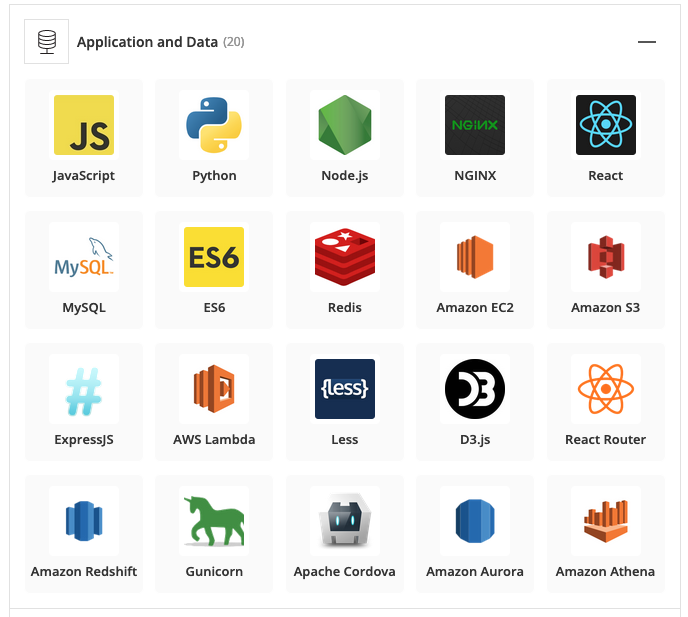 Application and Data (20)
JS
JavaScript
Python
Node.js
NGINX
NGINX
React
MySQL
MySQL
ES6
ES6
Redis
Amazon EC2
Amazon S3
#
ExpressJS
AWS Lambda
{less}
Less
D3
D3.js
React Router
Amazon Redshift
Gunicorn
Apache Cordova
Amazon Aurora
Amazon Athena